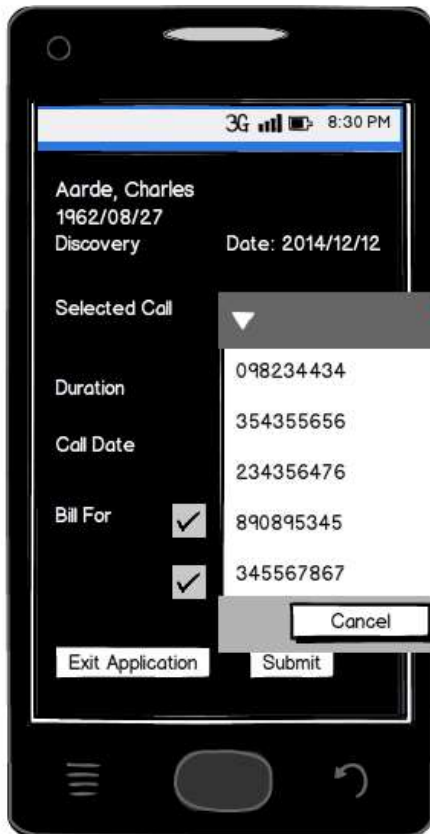 3G 8:30 PM
Aarde, Charles
1962/08/27
Discovery Date: 2014/12/12
Selected Call
098234434
Duration
354355656
Call Date
234356476
Bill For
890895345
345567867
Cancel
Exit Application Submit